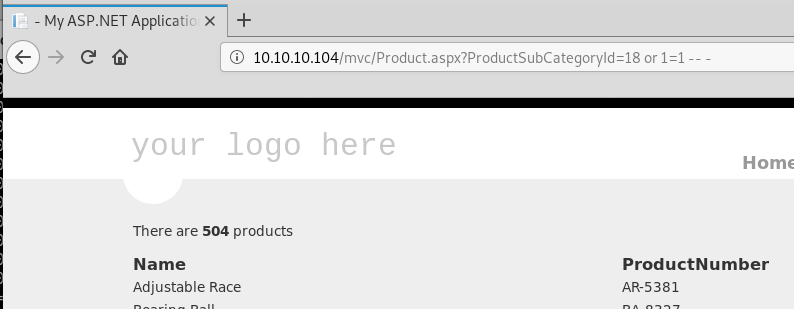 - My ASP.NET Applicatio
10.10.10.104/mvc/Product.aspx?ProductSubCategoryId=18 or 1=1 -- -
your logo here
Home
There are 504 products
Name ProductNumber
Adjustable Race AR-5381
Bearing Ball BA-8327